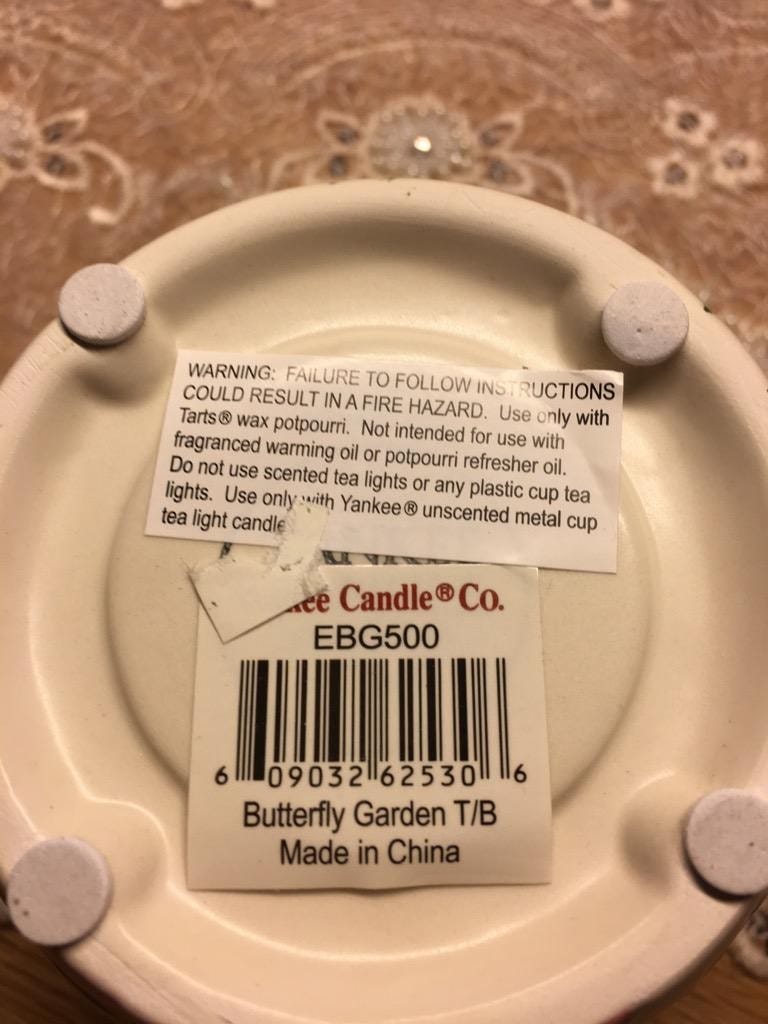 WARNING: FAILURE TO FOLLOW INSTRUCTIONS
COULD RESULT IN A FIRE HAZARD. Use only with
Tarts® wax potpourri. Not intended for use with
fragranced warming oil or potpourri refresher oil.
Do not use scented tea lights or any plastic cup tea
lights. Use only with Yankee® unscented metal cup
tea light candle
kee Candle® Co.
EBG500
6 09032 62530 6
Butterfly Garden T/B
Made in China